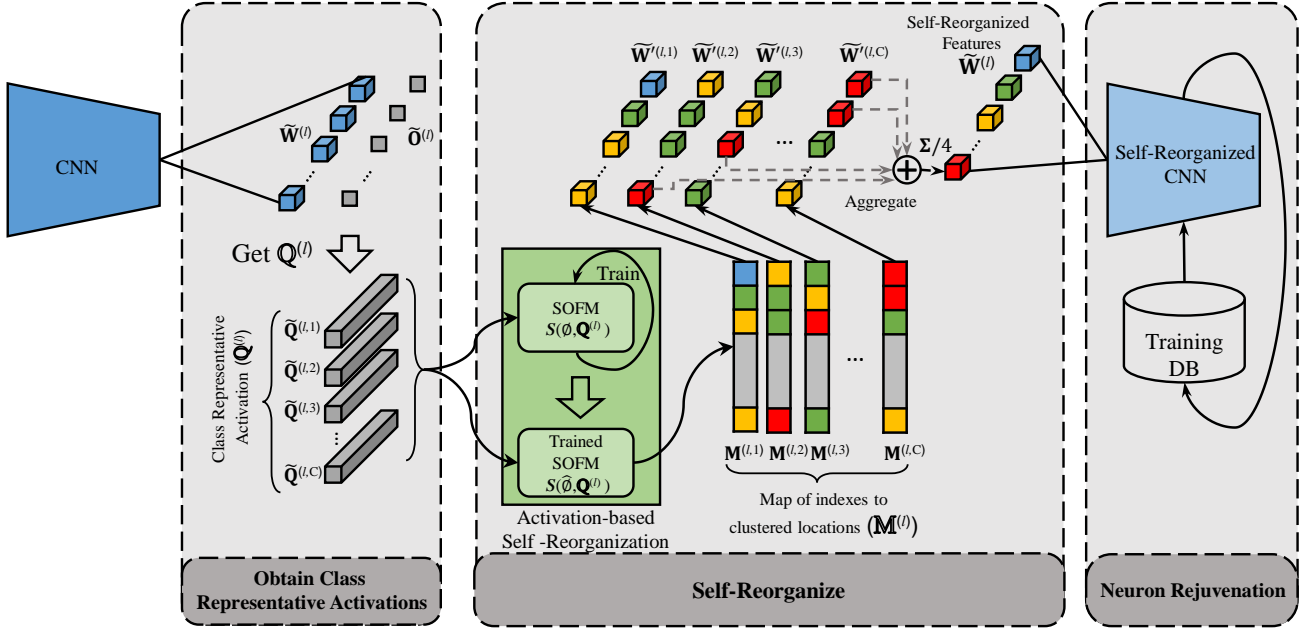 CNN
W̃^(l)
Õ^(l)
Get ℚ^(l)
Class Representative
Activation (ℚ^(l))
Q̃^(l,1)
Q̃^(l,2)
Q̃^(l,3)
...
Q̃^(l,C)
Obtain Class
Representative Activations
W̃'^(l,1)
W̃'^(l,2)
W̃'^(l,3)
W̃'^(l,C)
...
Self-Reorganized
Features
W̃^(l)
Σ/4
Aggregate
Train
SOFM
S(∅,Q^(l))
Trained
SOFM
S(∅̂,Q^(l))
Activation-based
Self -Reorganization
...
M^(l,1)
M^(l,2)
M^(l,3)
M^(l,C)
Map of indexes to
clustered locations (𝕄^(l))
Self-Reorganize
Self-Reorganized
CNN
Training
DB
Neuron Rejuvenation